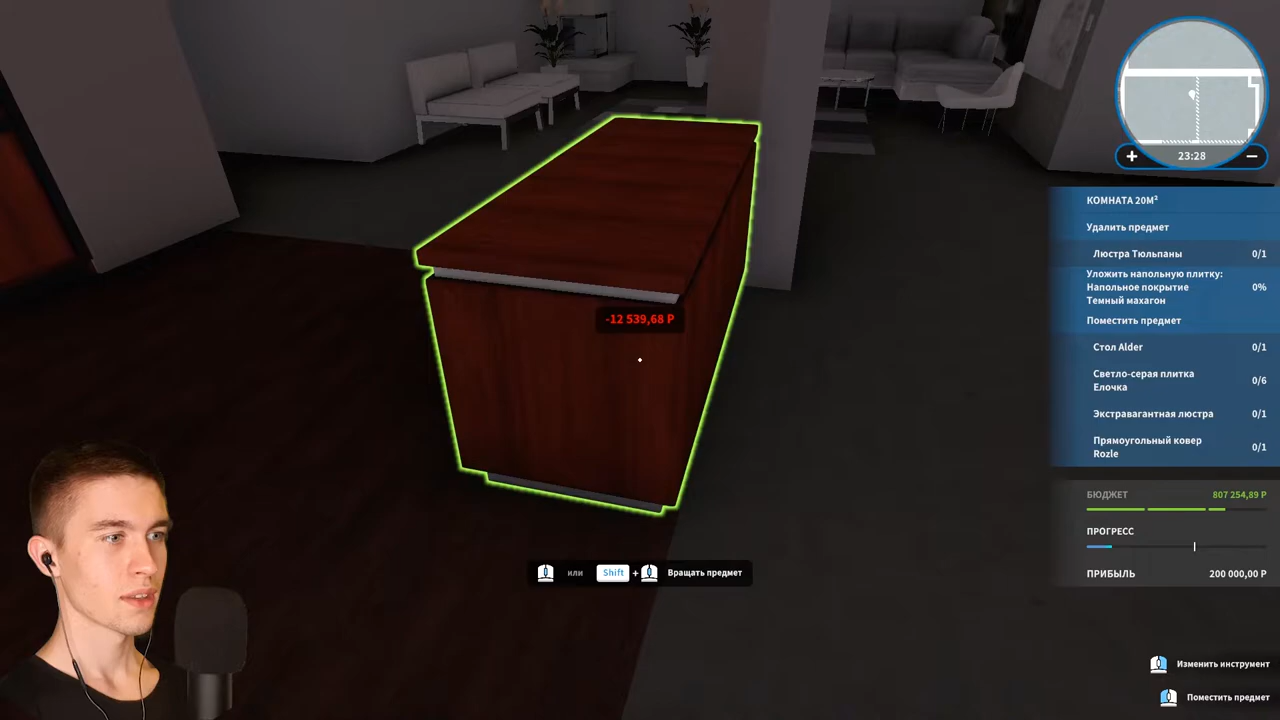 + 23:28 −
КОМНАТА 20М²
Удалить предмет
Люстра Тюльпаны 0/1
Уложить напольную плитку:
Напольное покрытие 0%
Темный махагон
Поместить предмет
Стол Alder 0/1
Светло-серая плитка
Елочка 0/6
Экстравагантная люстра 0/1
Прямоугольный ковер
Rozle 0/1
-12 539,68 Р
БЮДЖЕТ 807 254,89 Р
ПРОГРЕСС
ПРИБЫЛЬ 200 000,00 Р
или Shift + Вращать предмет
Изменить инструмент
Поместить предмет